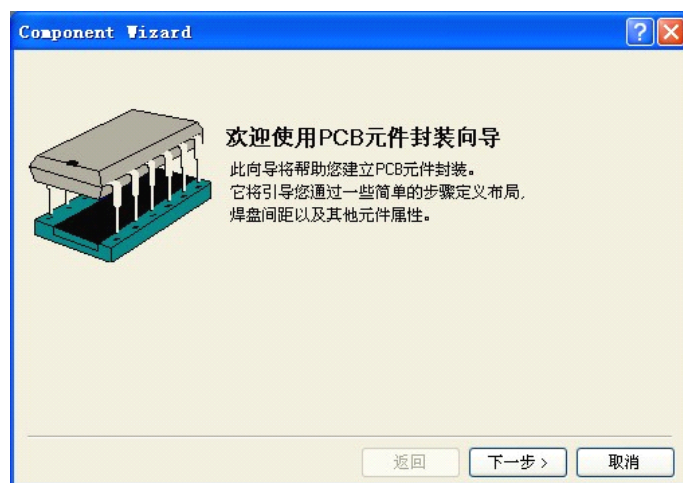 Component Wizard
欢迎使用PCB元件封装向导
此向导将帮助您建立PCB元件封装。
它将引导您通过一些简单的步骤定义布局，
焊盘间距以及其他元件属性。
返回
下一步 >
取消